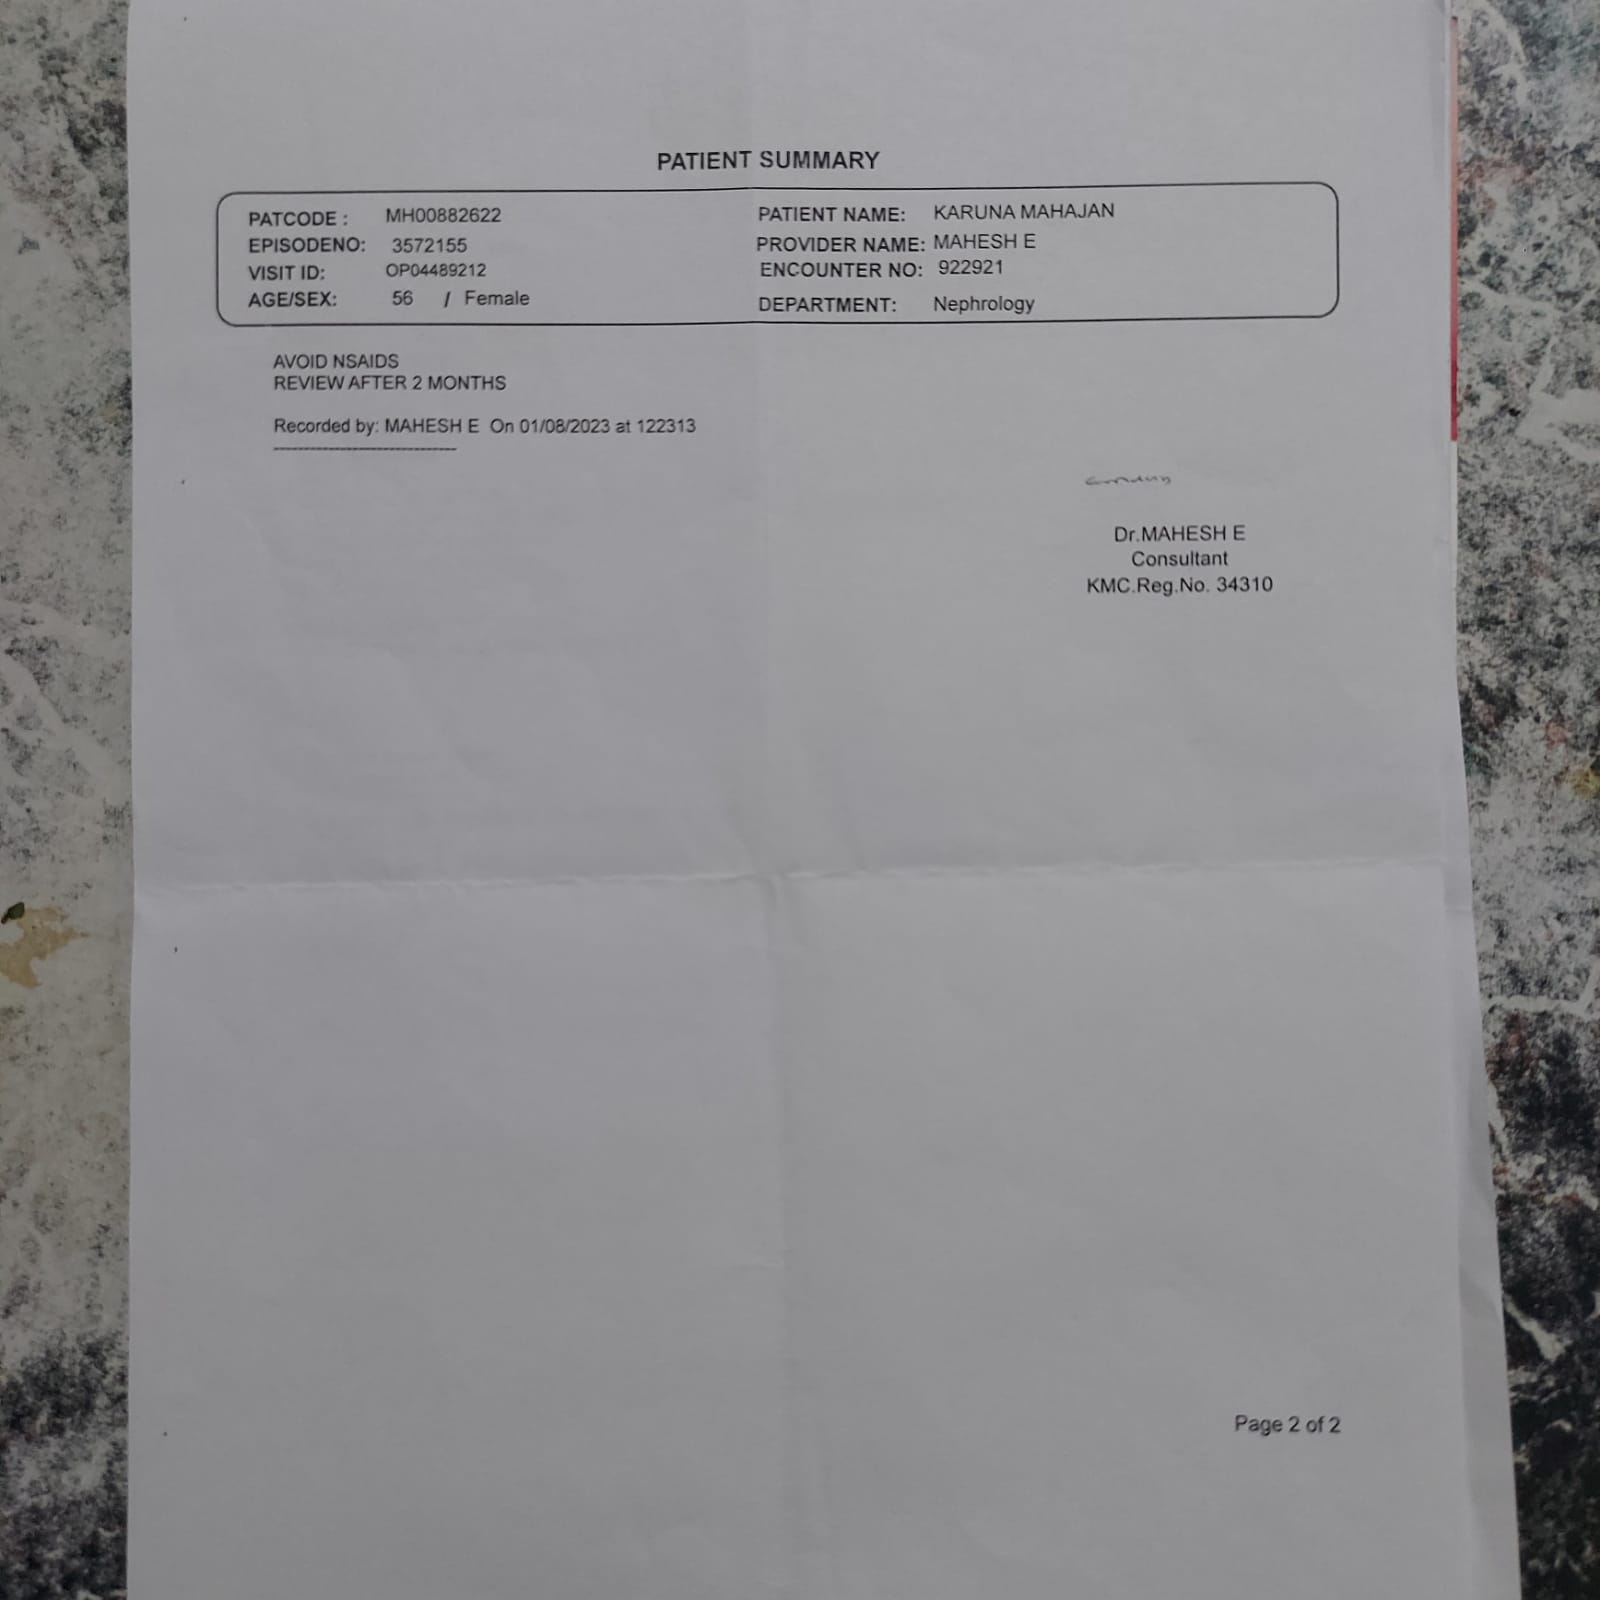 PATIENT SUMMARY
PATCODE : MH00882622 PATIENT NAME: KARUNA MAHAJAN
EPISODENO: 3572155 PROVIDER NAME: MAHESH E
VISIT ID: OP04489212 ENCOUNTER NO: 922921
AGE/SEX: 56 / Female DEPARTMENT: Nephrology
AVOID NSAIDS
REVIEW AFTER 2 MONTHS
Recorded by: MAHESH E On 01/08/2023 at 122313
Dr.MAHESH E
Consultant
KMC.Reg.No. 34310
Page 2 of 2